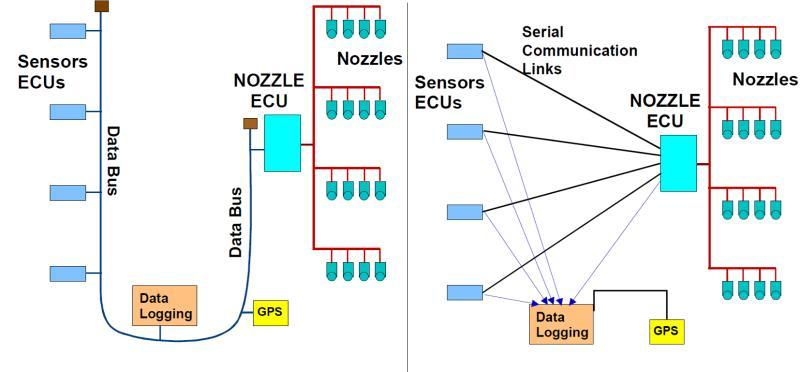 Sensors
ECUs
Data Bus
NOZZLE
ECU
Nozzles
Data Bus
Data
Logging
GPS
Serial
Communication
Links
Sensors
ECUs
NOZZLE
ECU
Nozzles
Data
Logging
GPS